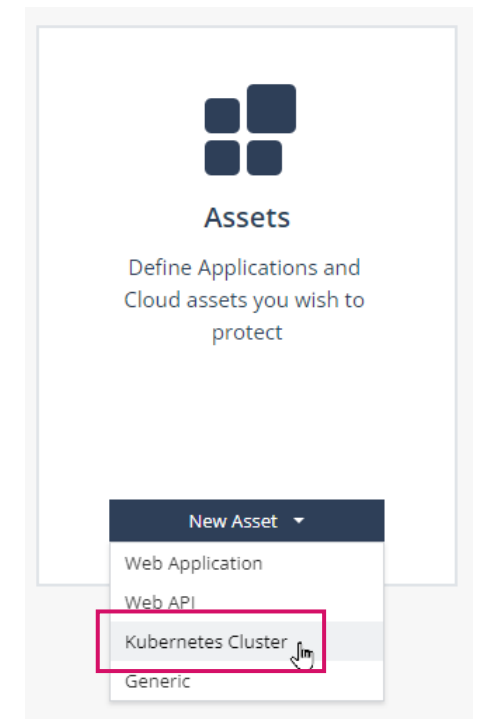 Assets
Define Applications and
Cloud assets you wish to
protect
New Asset
Web Application
Web API
Kubernetes Cluster
Generic